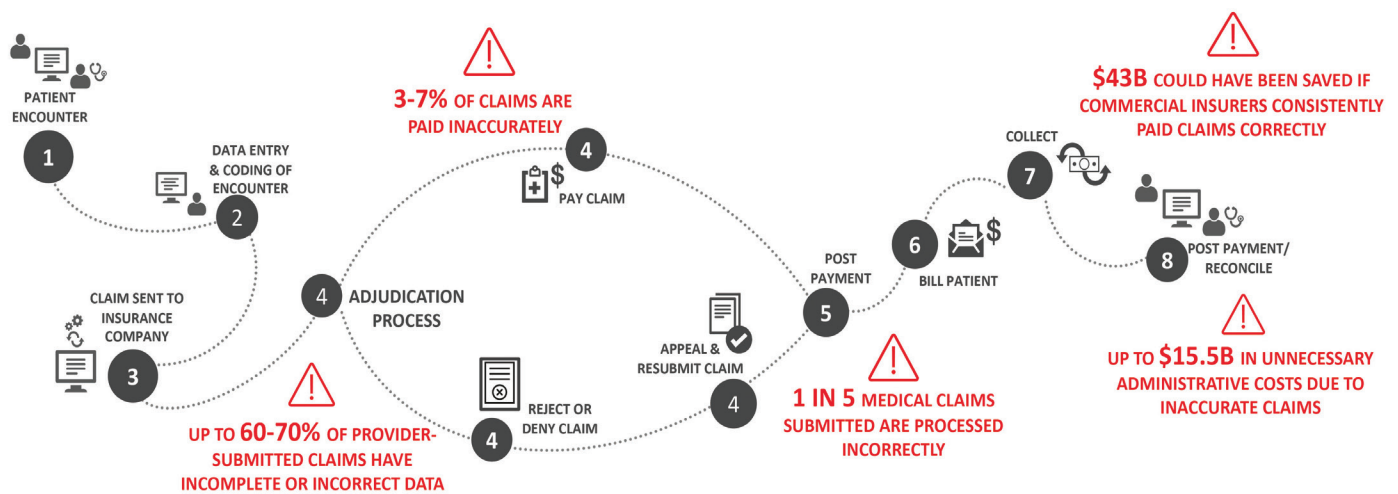 PATIENT
ENCOUNTER
1
DATA ENTRY
& CODING OF
ENCOUNTER
2
CLAIM SENT TO
INSURANCE
COMPANY
3
4
ADJUDICATION
PROCESS
UP TO 60-70% OF PROVIDER-
SUBMITTED CLAIMS HAVE
INCOMPLETE OR INCORRECT DATA
3-7% OF CLAIMS ARE
PAID INACCURATELY
4
$
PAY CLAIM
REJECT OR
DENY CLAIM
4
APPEAL &
RESUBMIT CLAIM
4
POST
PAYMENT
5
1 IN 5 MEDICAL CLAIMS
SUBMITTED ARE PROCESSED
INCORRECTLY
6
$
BILL PATIENT
COLLECT
7
$43B COULD HAVE BEEN SAVED IF
COMMERCIAL INSURERS CONSISTENTLY
PAID CLAIMS CORRECTLY
8
POST PAYMENT/
RECONCILE
UP TO $15.5B IN UNNECESSARY
ADMINISTRATIVE COSTS DUE TO
INACCURATE CLAIMS